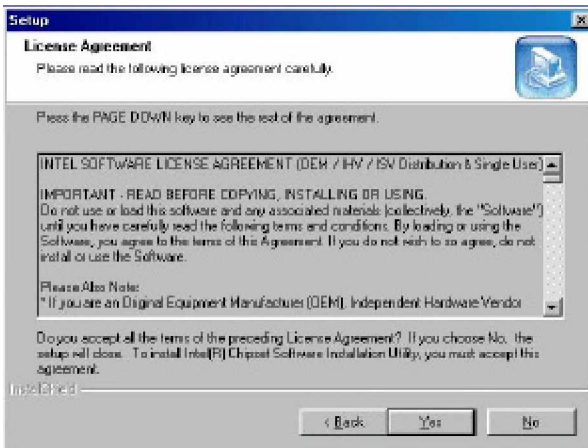 Setup
License Agreement
Please read the following license agreement carefully.
Press the PAGE DOWN key to see the rest of the agreement.
INTEL SOFTWARE LICENSE AGREEMENT (OEM / IHV / ISV Distribution & Single User)
IMPORTANT - READ BEFORE COPYING, INSTALLING OR USING.
Do not use or load this software and any associated materials (collectively, the "Software")
until you have carefully read the following terms and conditions. By loading or using the
Software, you agree to the terms of this Agreement. If you do not wish to so agree, do not
install or use the Software.
Please Also Note:
* If you are an Original Equipment Manufacturer (OEM), Independent Hardware Vendor
Do you accept all the terms of the preceding License Agreement? If you choose No, the
setup will close. To install Intel(R) Chipset Software Installation Utility, you must accept this
agreement.
InstallShield
< Back
Yes
No